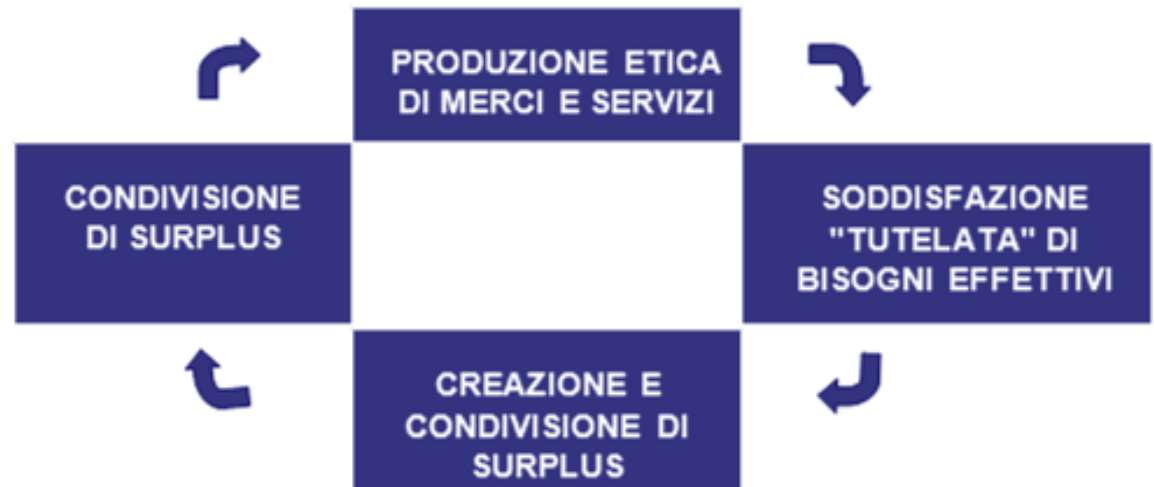 PRODUZIONE ETICA
DI MERCI E SERVIZI
CONDIVISIONE
DI SURPLUS
SODDISFAZIONE
"TUTELATA" DI
BISOGNI EFFETTIVI
CREAZIONE E
CONDIVISIONE DI
SURPLUS